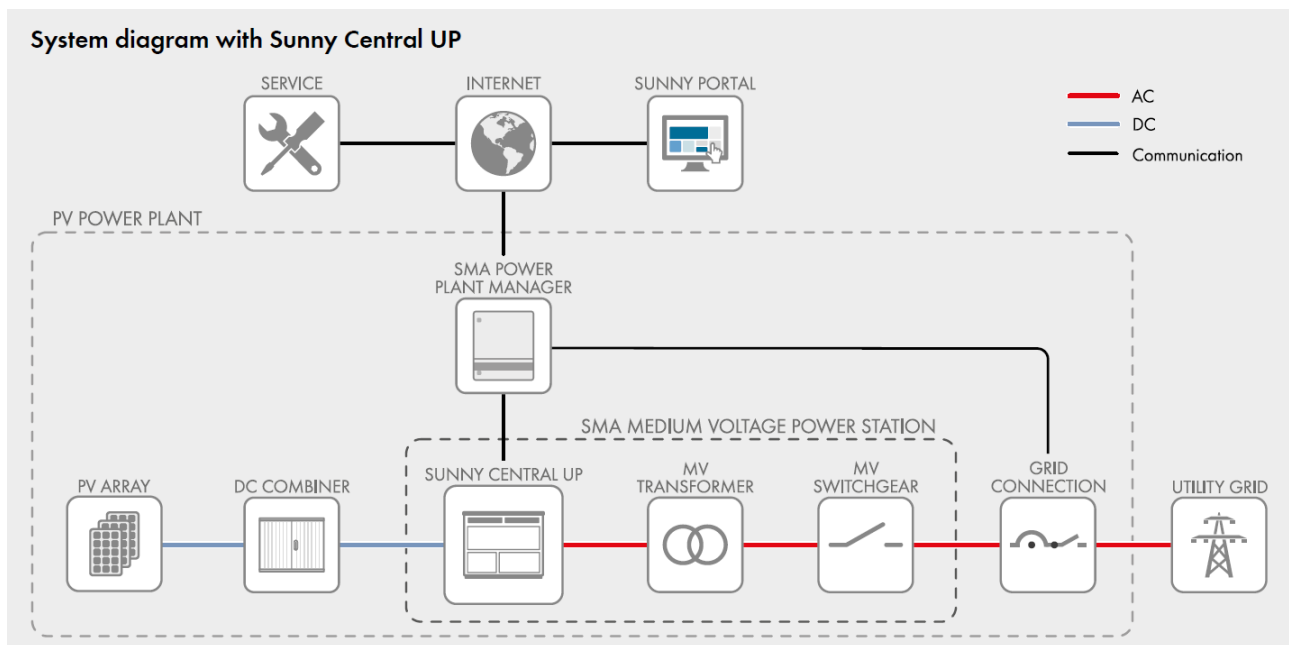 System diagram with Sunny Central UP
SERVICE
INTERNET
SUNNY PORTAL
AC
DC
Communication
PV POWER PLANT
SMA POWER
PLANT MANAGER
SMA MEDIUM VOLTAGE POWER STATION
PV ARRAY
DC COMBINER
SUNNY CENTRAL UP
MV
TRANSFORMER
MV
SWITCHGEAR
GRID
CONNECTION
UTILITY GRID